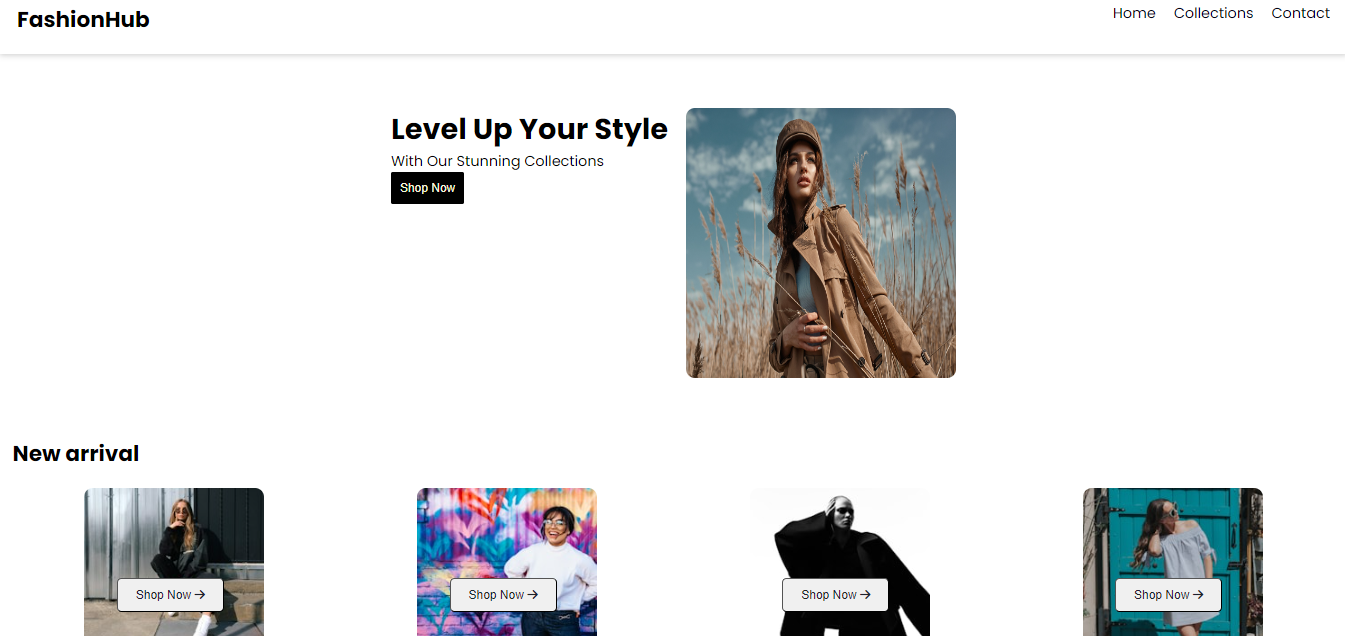 FashionHub
Home Collections Contact
Level Up Your Style
With Our Stunning Collections
Shop Now
New arrival
Shop Now →
Shop Now →
Shop Now →
Shop Now →